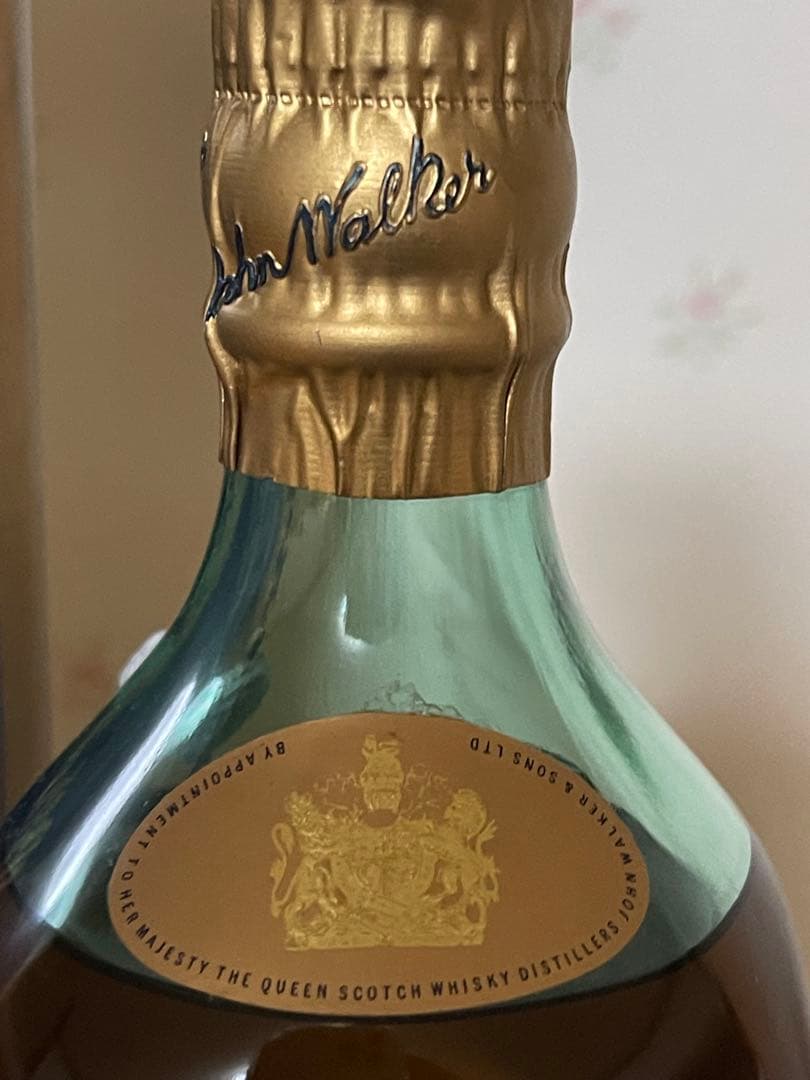 John Walker
BY APPOINTMENT TO HER MAJESTY THE QUEEN SCOTCH WHISKY DISTILLERS JOHN WALKER & SONS LTD